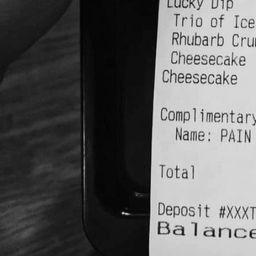 Lucky Dip
Trio of Ice
Rhubarb Cru
Cheesecake
Cheesecake
Complimentary
Name: PAIN
Total
Deposit #XXXT
Balance